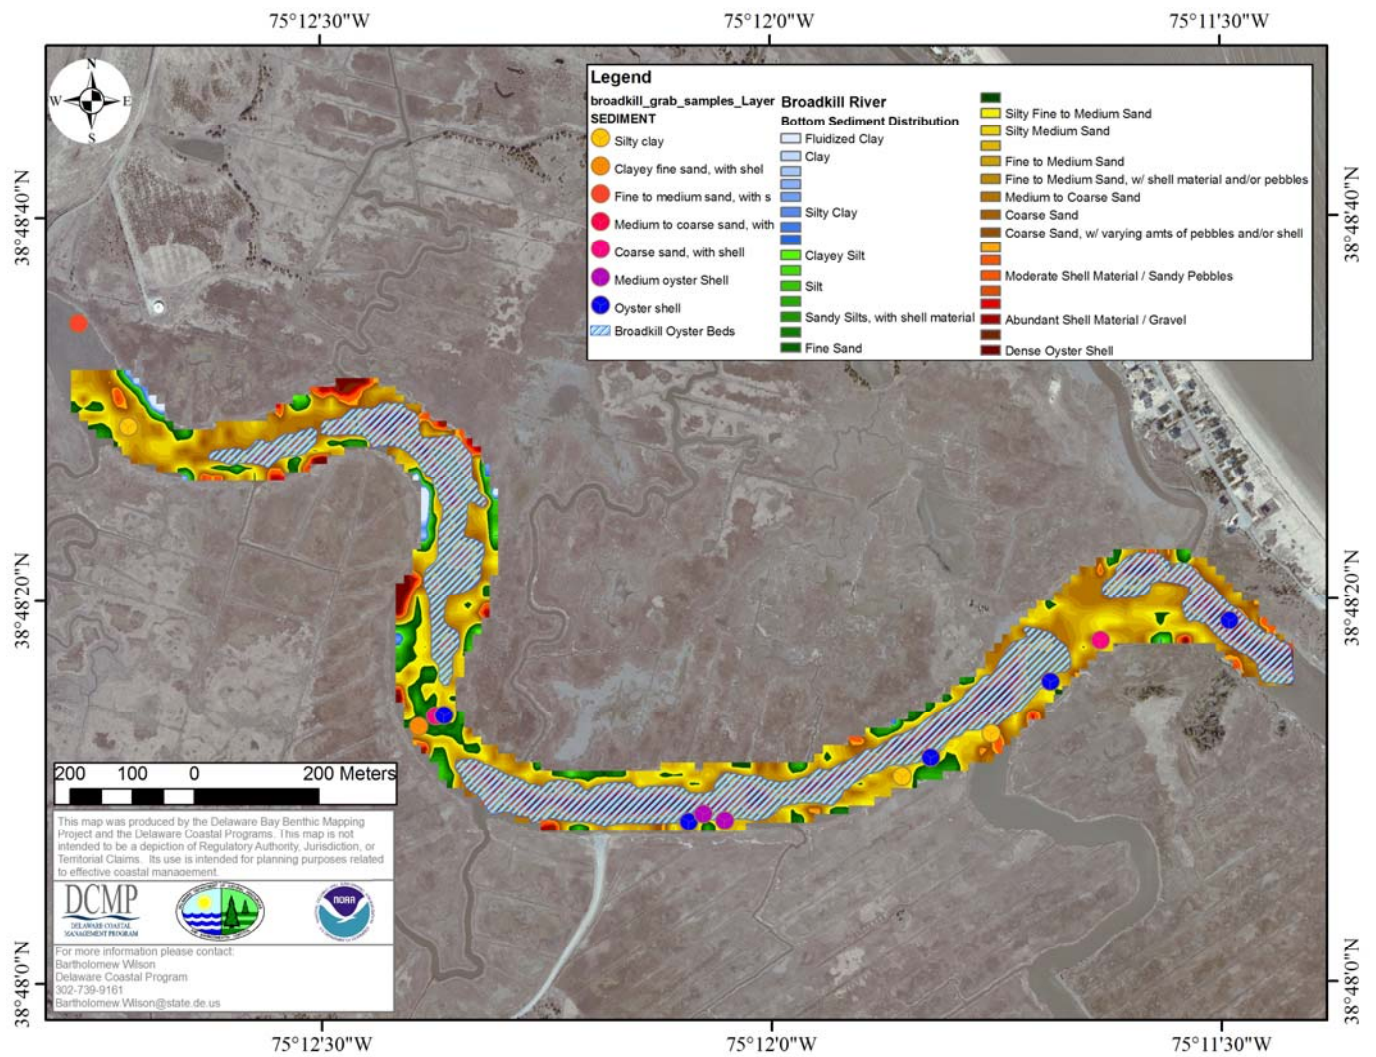 75°12'30"W 75°12'0"W 75°11'30"W
N
W E
S
38°48'40"N
38°48'20"N
38°48'0"N
38°48'40"N
38°48'20"N
38°48'0"N
Legend
broadkill_grab_samples_Layer
SEDIMENT
Silty clay
Clayey fine sand, with shel
Fine to medium sand, with s
Medium to coarse sand, with
Coarse sand, with shell
Medium oyster Shell
Oyster shell
Broadkill Oyster Beds
Broadkill River
Bottom Sediment Distribution
Fluidized Clay
Clay
Silty Clay
Clayey Silt
Silt
Sandy Silts, with shell material
Fine Sand
Silty Fine to Medium Sand
Silty Medium Sand
Fine to Medium Sand
Fine to Medium Sand, w/ shell material and/or pebbles
Medium to Coarse Sand
Coarse Sand
Coarse Sand, w/ varying amts of pebbles and/or shell
Moderate Shell Material / Sandy Pebbles
Abundant Shell Material / Gravel
Dense Oyster Shell
200 100 0 200 Meters
This map was produced by the Delaware Bay Benthic Mapping
Project and the Delaware Coastal Programs. This map is not
intended to be a depiction of Regulatory Authority, Jurisdiction, or
Territorial Claims. Its use is intended for planning purposes related
to effective coastal management.
DCMP
DELAWARE COASTAL
MANAGEMENT PROGRAM
NOAA
For more information please contact:
Bartholomew Wilson
Delaware Coastal Program
302-739-9161
Bartholomew.Wilson@state.de.us
75°12'30"W 75°12'0"W 75°11'30"W